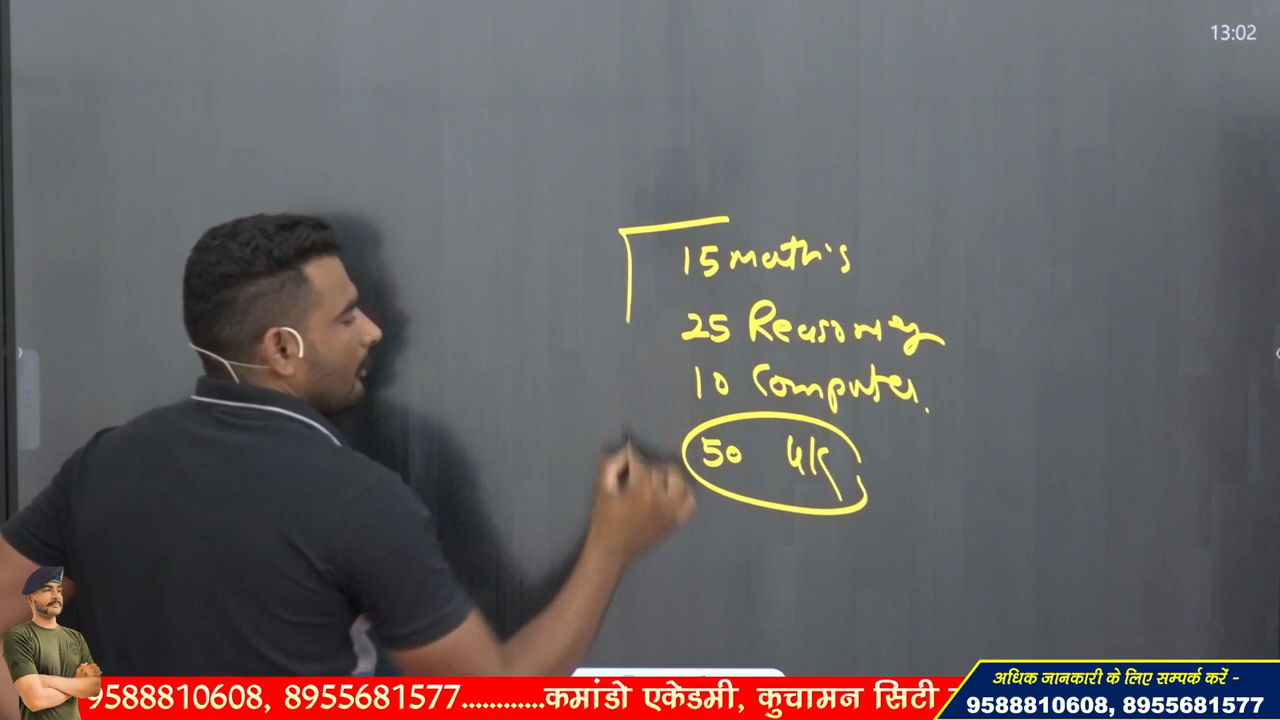 13:02
15 math's
25 Reasoning
10 Computer.
50
अधिक जानकारी के लिए सम्पर्क करें -
9588810608, 8955681577............कमांडो एकेडमी, कुचामन सिटी
9588810608, 8955681577